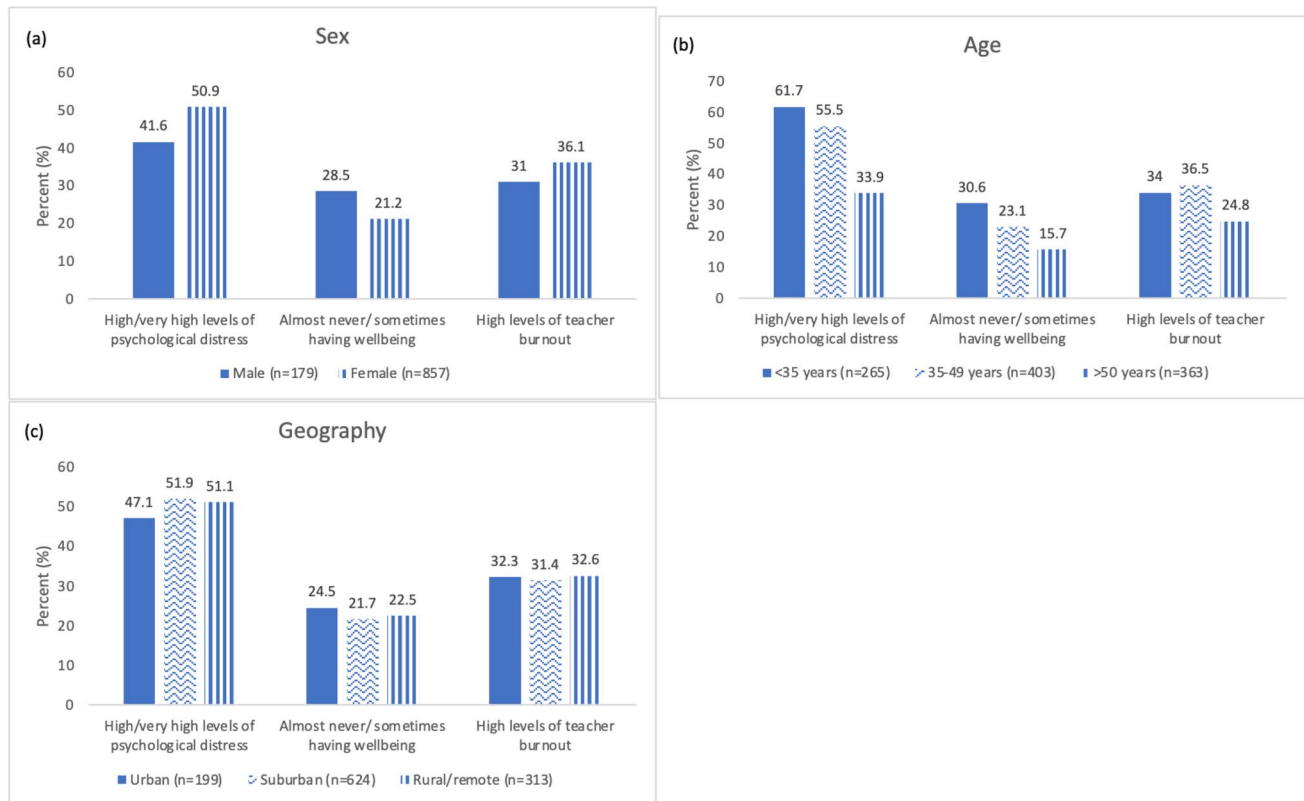 (a)
Sex
Percent (%)
60
50
40
30
20
10
0
41.6
50.9
28.5
21.2
31
36.1
High/very high levels of
psychological distress
Almost never/ sometimes
having wellbeing
High levels of teacher
burnout
Male (n=179)
Female (n=857)
(b)
Age
Percent (%)
70
60
50
40
30
20
10
0
61.7
55.5
33.9
30.6
23.1
15.7
34
36.5
24.8
High/very high levels of
psychological distress
Almost never/ sometimes
having wellbeing
High levels of teacher
burnout
<35 years (n=265)
35-49 years (n=403)
>50 years (n=363)
(c)
Geography
Percent (%)
60
50
40
30
20
10
0
47.1
51.9
51.1
24.5
21.7
22.5
32.3
31.4
32.6
High/very high levels of
psychological distress
Almost never/ sometimes
having wellbeing
High levels of teacher
burnout
Urban (n=199)
Suburban (n=624)
Rural/remote (n=313)